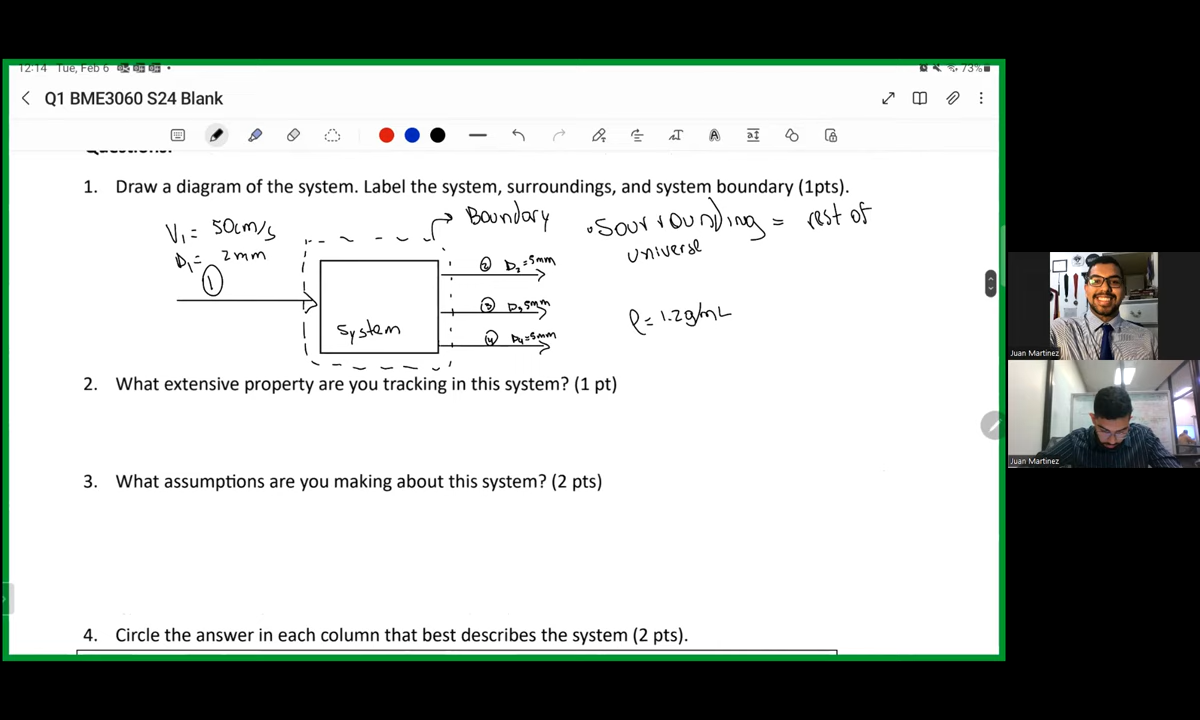 12:14 Tue, Feb 6
73%
Q1 BME3060 S24 Blank
Questions:
1. Draw a diagram of the system. Label the system, surroundings, and system boundary (1pts).
V₁ = 50cm/s
D₁ = 2mm
①
Boundary
• Sourrounding = rest of
universe
② D₂=5mm
③ D₃ 5mm
④ D₄=5mm
System
ρ = 1.2g/mL
2. What extensive property are you tracking in this system? (1 pt)
3. What assumptions are you making about this system? (2 pts)
4. Circle the answer in each column that best describes the system (2 pts).
Juan Martinez
Juan Martinez